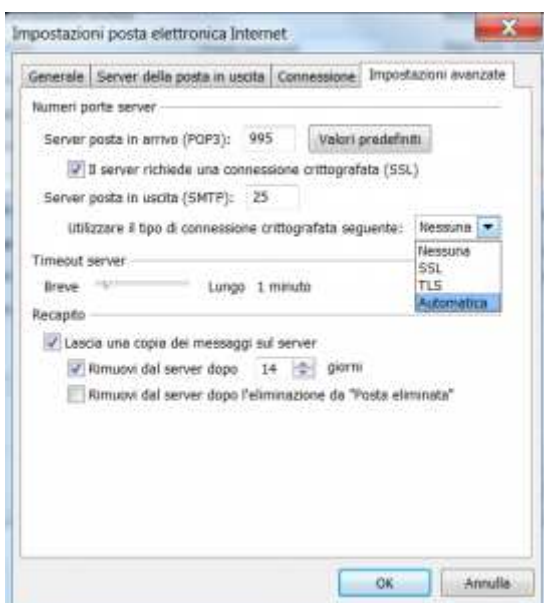 Impostazioni posta elettronica Internet
Generale Server della posta in uscita Connessione Impostazioni avanzate
Numeri porte server
Server posta in arrivo (POP3): 995 Valori predefiniti
Il server richiede una connessione crittografata (SSL)
Server posta in uscita (SMTP): 25
Utilizzare il tipo di connessione crittografata seguente: Nessuna
Nessuna
SSL
TLS
Automatica
Timeout server
Breve Lungo 1 minuto
Recapito
Lascia una copia dei messaggi sul server
Rimuovi dal server dopo 14 giorni
Rimuovi dal server dopo l'eliminazione da "Posta eliminata"
OK Annulla